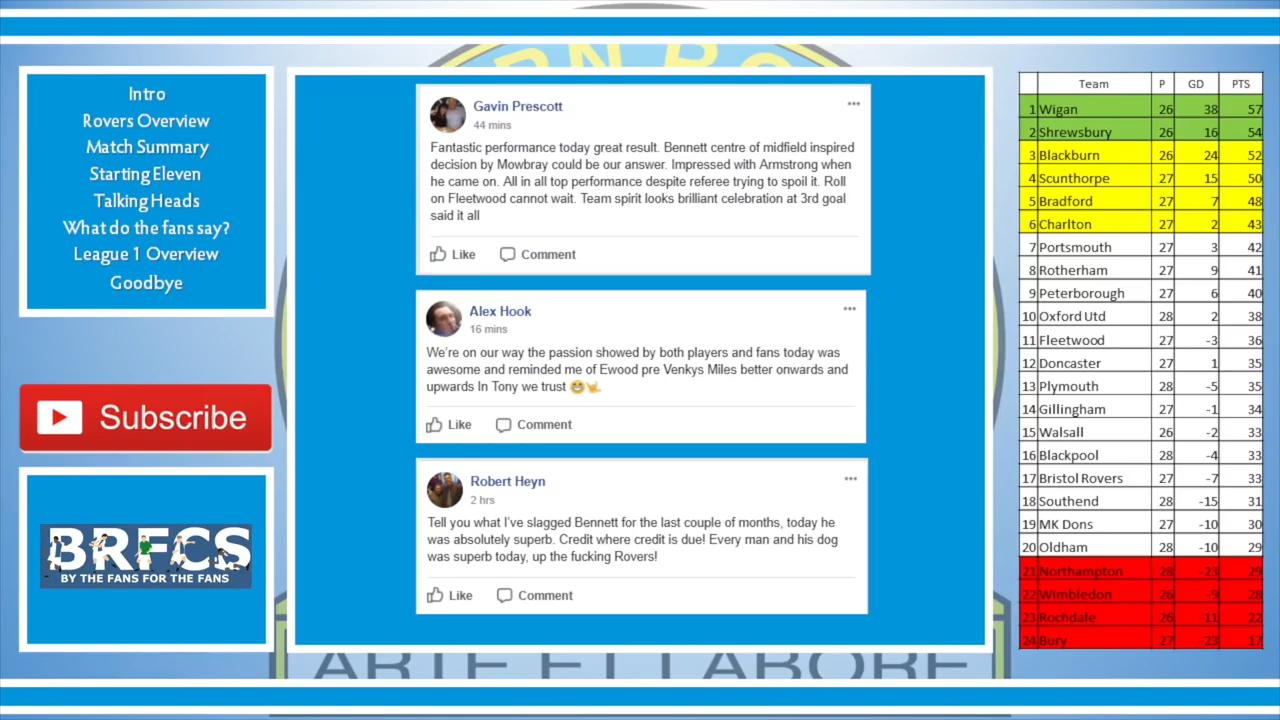 RN RO
Intro
Rovers Overview
Match Summary
Starting Eleven
Talking Heads
What do the fans say?
League 1 Overview
Goodbye
Subscribe
BRFCS
BY THE FANS FOR THE FANS
Gavin Prescott
44 mins
Fantastic performance today great result. Bennett centre of midfield inspired
decision by Mowbray could be our answer. Impressed with Armstrong when
he came on. All in all top performance despite referee trying to spoil it. Roll
on Fleetwood cannot wait. Team spirit looks brilliant celebration at 3rd goal
said it all
Like Comment
Alex Hook
16 mins
We're on our way the passion showed by both players and fans today was
awesome and reminded me of Ewood pre Venkys Miles better onwards and
upwards In Tony we trust
Like Comment
Robert Heyn
2 hrs
Tell you what I've slagged Bennett for the last couple of months, today he
was absolutely superb. Credit where credit is due! Every man and his dog
was superb today, up the fucking Rovers!
Like Comment
Team P GD PTS
1 Wigan 26 38 57
2 Shrewsbury 26 16 54
3 Blackburn 26 24 52
4 Scunthorpe 27 15 50
5 Bradford 27 7 48
6 Charlton 27 2 43
7 Portsmouth 27 3 42
8 Rotherham 27 9 41
9 Peterborough 27 6 40
10 Oxford Utd 28 2 38
11 Fleetwood 27 -3 36
12 Doncaster 27 1 35
13 Plymouth 28 -5 35
14 Gillingham 27 -1 34
15 Walsall 26 -2 33
16 Blackpool 28 -4 33
17 Bristol Rovers 27 -7 33
18 Southend 28 -15 31
19 MK Dons 27 -10 30
20 Oldham 28 -10 29
21 Northampton 28 -23 29
22 Wimbledon 26 -9 28
23 Rochdale 26 11 22
24 Bury 27 -23 17
ARTE ET LABORE